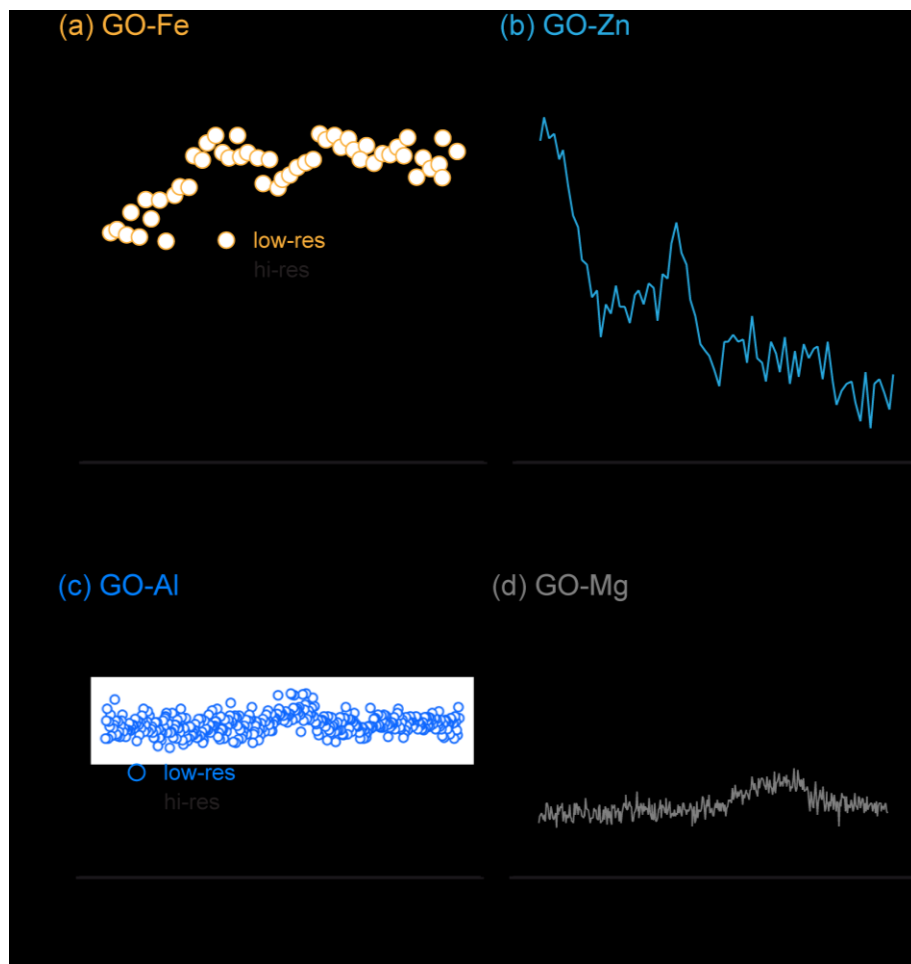 (a) GO-Fe
(b) GO-Zn
low-res
hi-res
(c) GO-Al
(d) GO-Mg
low-res
hi-res